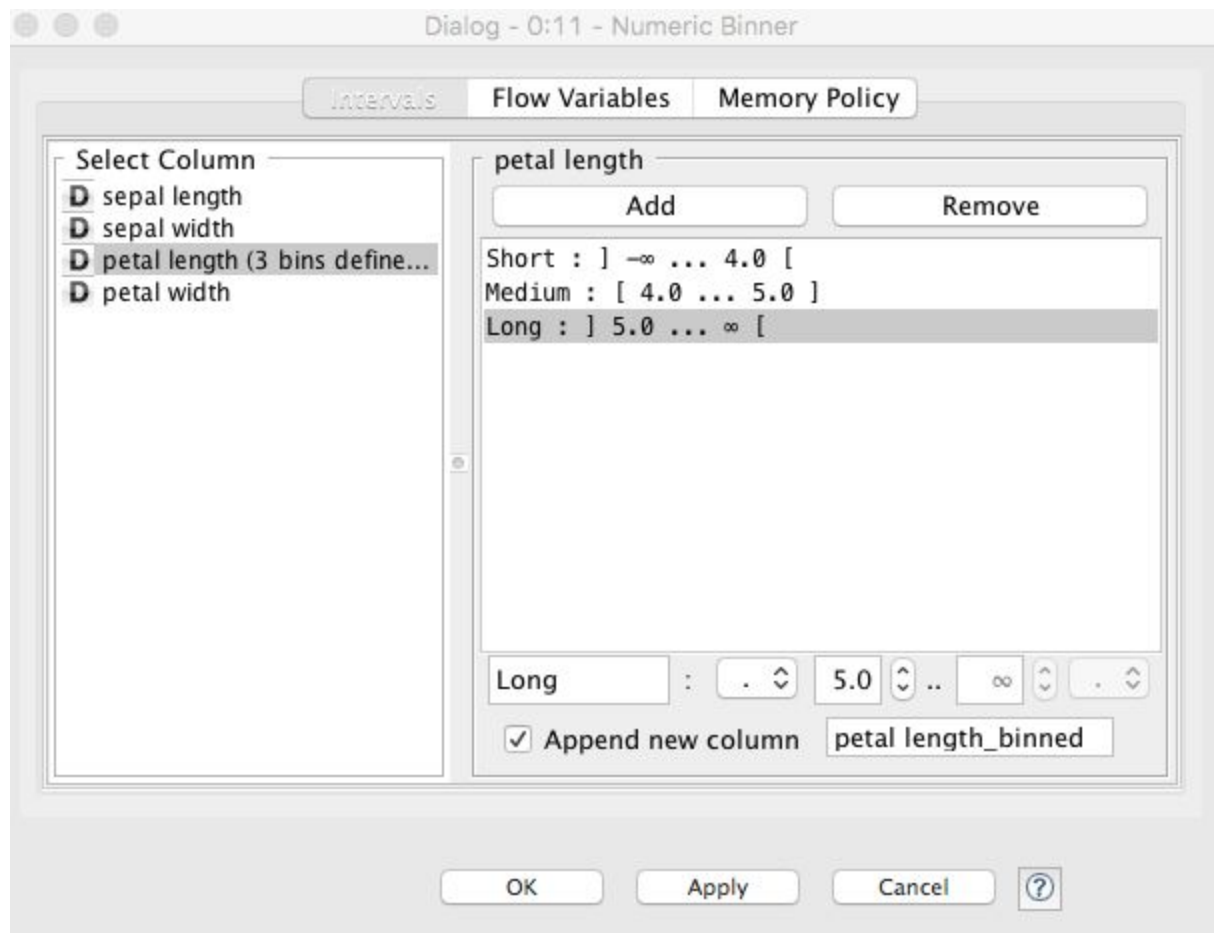 Dialog - 0:11 - Numeric Binner
Intervals Flow Variables Memory Policy
Select Column
D sepal length
D sepal width
D petal length (3 bins define...
D petal width
petal length
Add Remove
Short : ] −∞ ... 4.0 [
Medium : [ 4.0 ... 5.0 ]
Long : ] 5.0 ... ∞ [
Long : . 5.0 .. ∞ .
Append new column petal length_binned
OK Apply Cancel ?